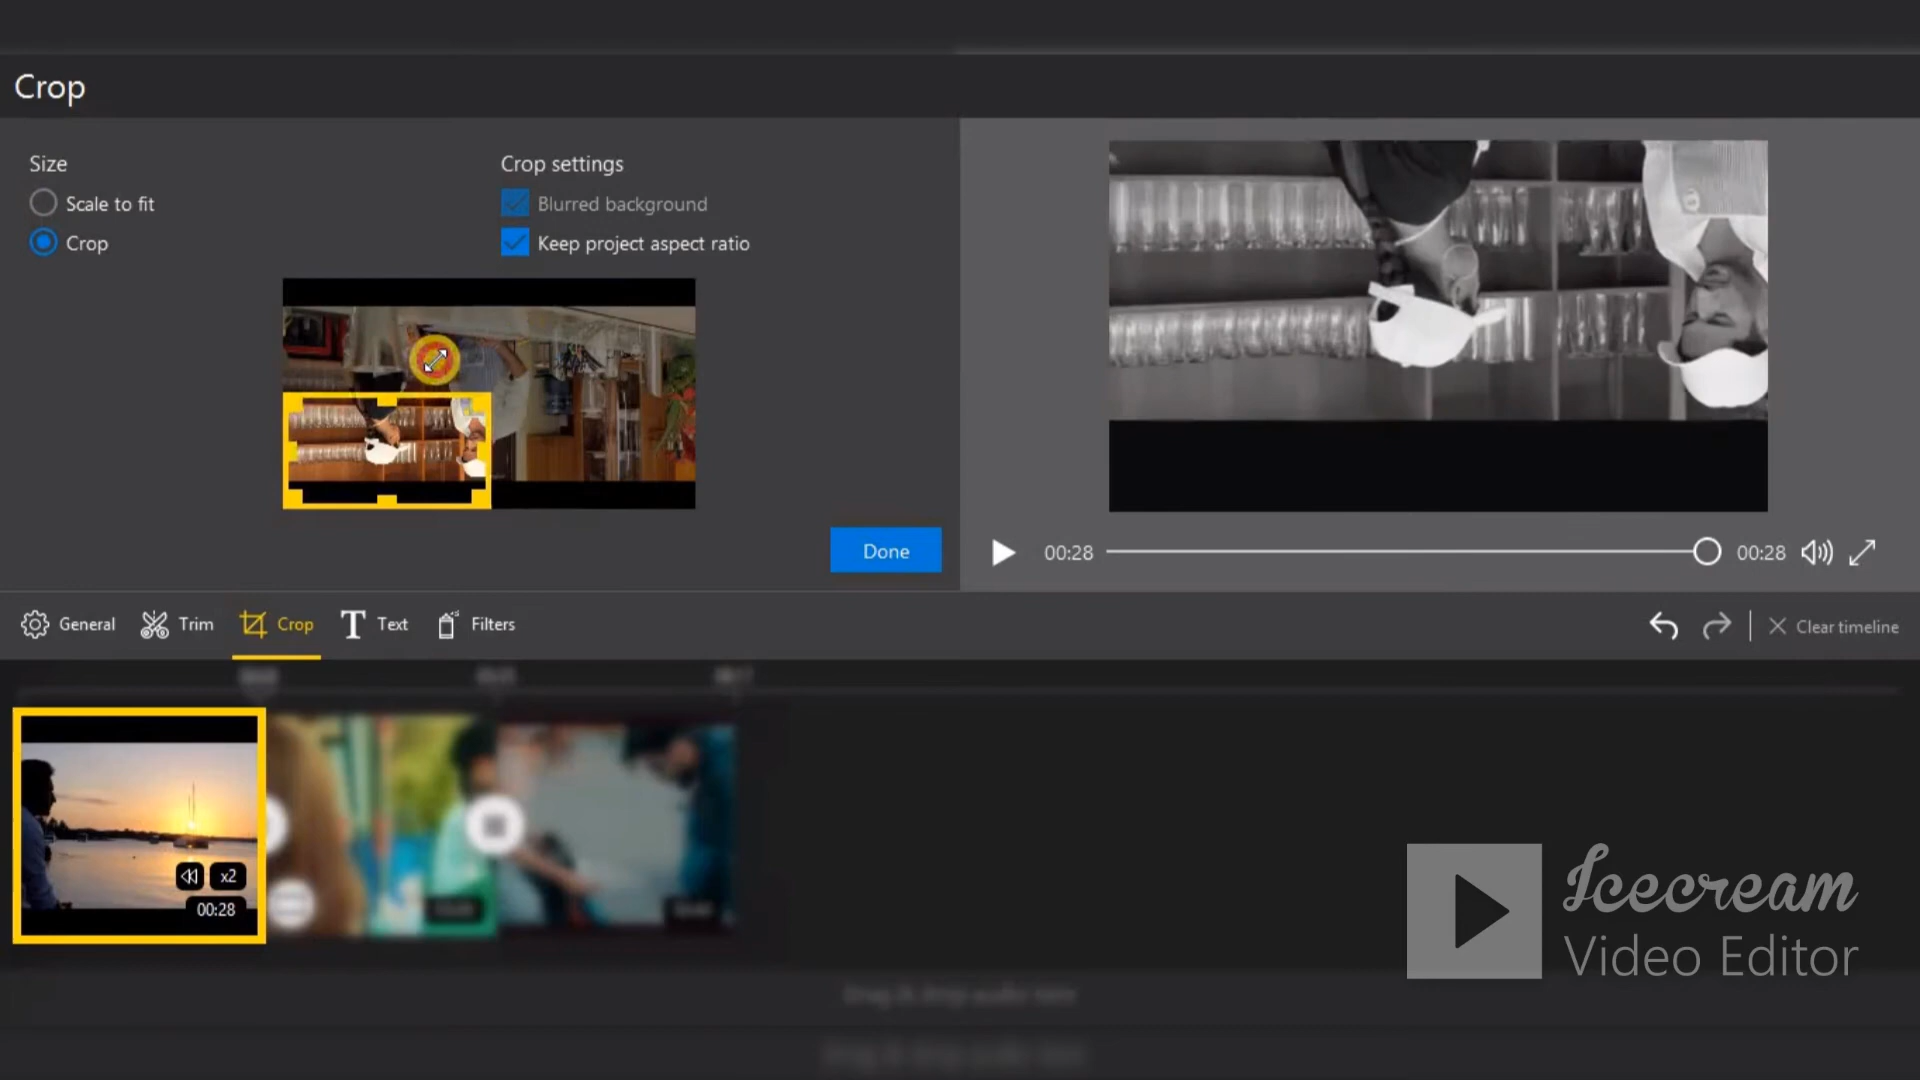 Crop
Size
Scale to fit
Crop
Crop settings
Blurred background
Keep project aspect ratio
Done
00:28
00:28
General
Trim
Crop
Text
Filters
Clear timeline
x2
00:28
Icecream
Video Editor